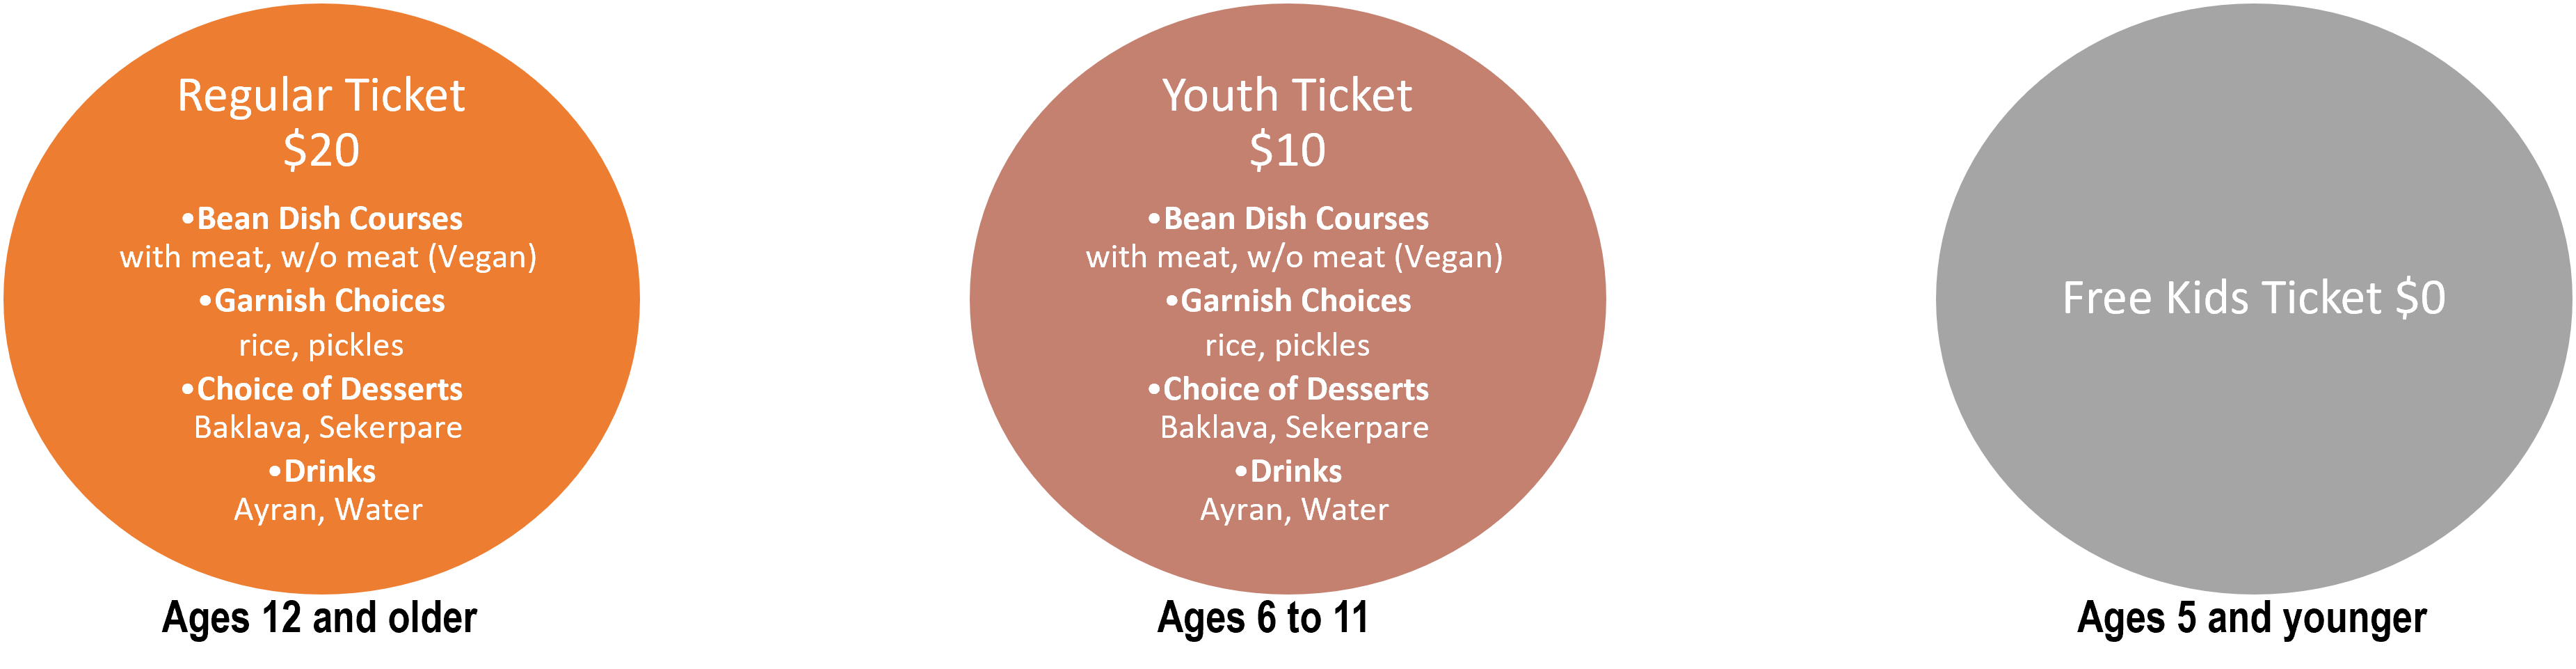 Regular Ticket
$20
•Bean Dish Courses
with meat, w/o meat (Vegan)
•Garnish Choices
rice, pickles
•Choice of Desserts
Baklava, Sekerpare
•Drinks
Ayran, Water
Ages 12 and older
Youth Ticket
$10
•Bean Dish Courses
with meat, w/o meat (Vegan)
•Garnish Choices
rice, pickles
•Choice of Desserts
Baklava, Sekerpare
•Drinks
Ayran, Water
Ages 6 to 11
Free Kids Ticket $0
Ages 5 and younger